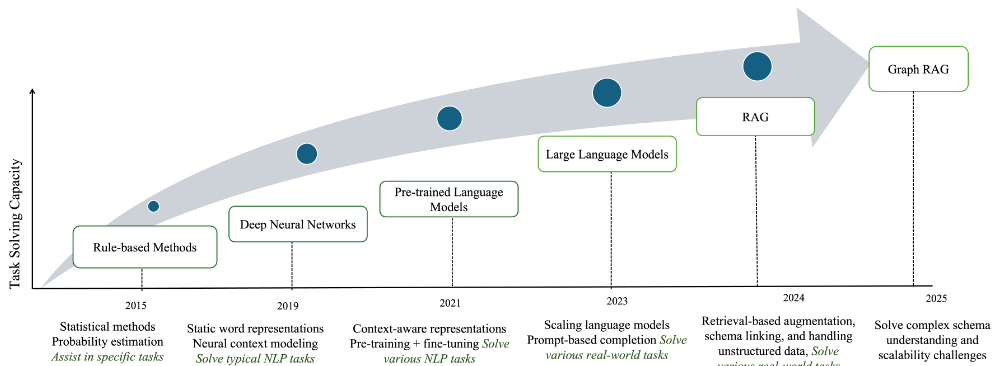 Task Solving Capacity
Rule-based Methods
Deep Neural Networks
Pre-trained Language
Models
Large Language Models
RAG
Graph RAG
2015
2019
2021
2023
2024
2025
Statistical methods
Probability estimation
Assist in specific tasks
Static word representations
Neural context modeling
Solve typical NLP tasks
Context-aware representations
Pre-training + fine-tuning Solve
various NLP tasks
Scaling language models
Prompt-based completion Solve
various real-world tasks
Retrieval-based augmentation,
schema linking, and handling
unstructured data, Solve
various real-world tasks
Solve complex schema
understanding and
scalability challenges